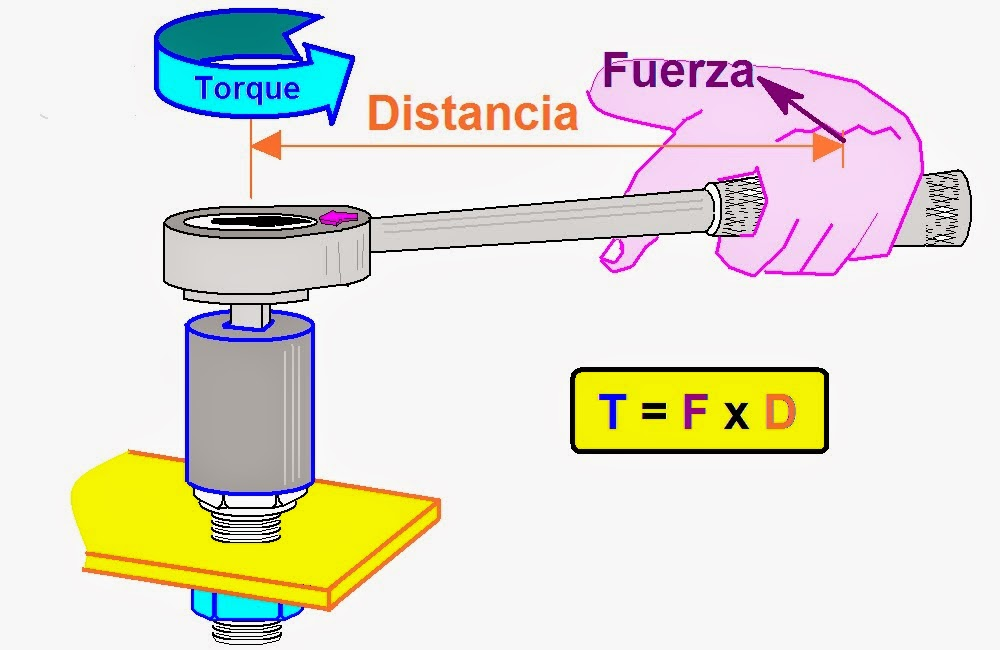 Torque
Distancia
Fuerza
T = F x D